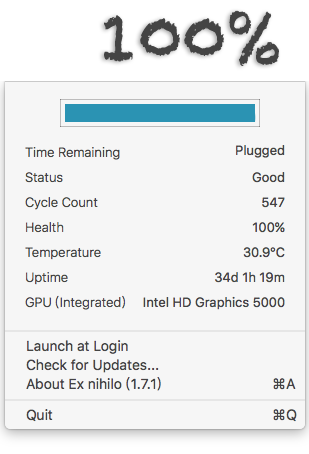 100%
Time Remaining Plugged
Status Good
Cycle Count 547
Health 100%
Temperature 30.9°C
Uptime 34d 1h 19m
GPU (Integrated) Intel HD Graphics 5000
Launch at Login
Check for Updates...
About Ex nihilo (1.7.1) ⌘A
Quit ⌘Q